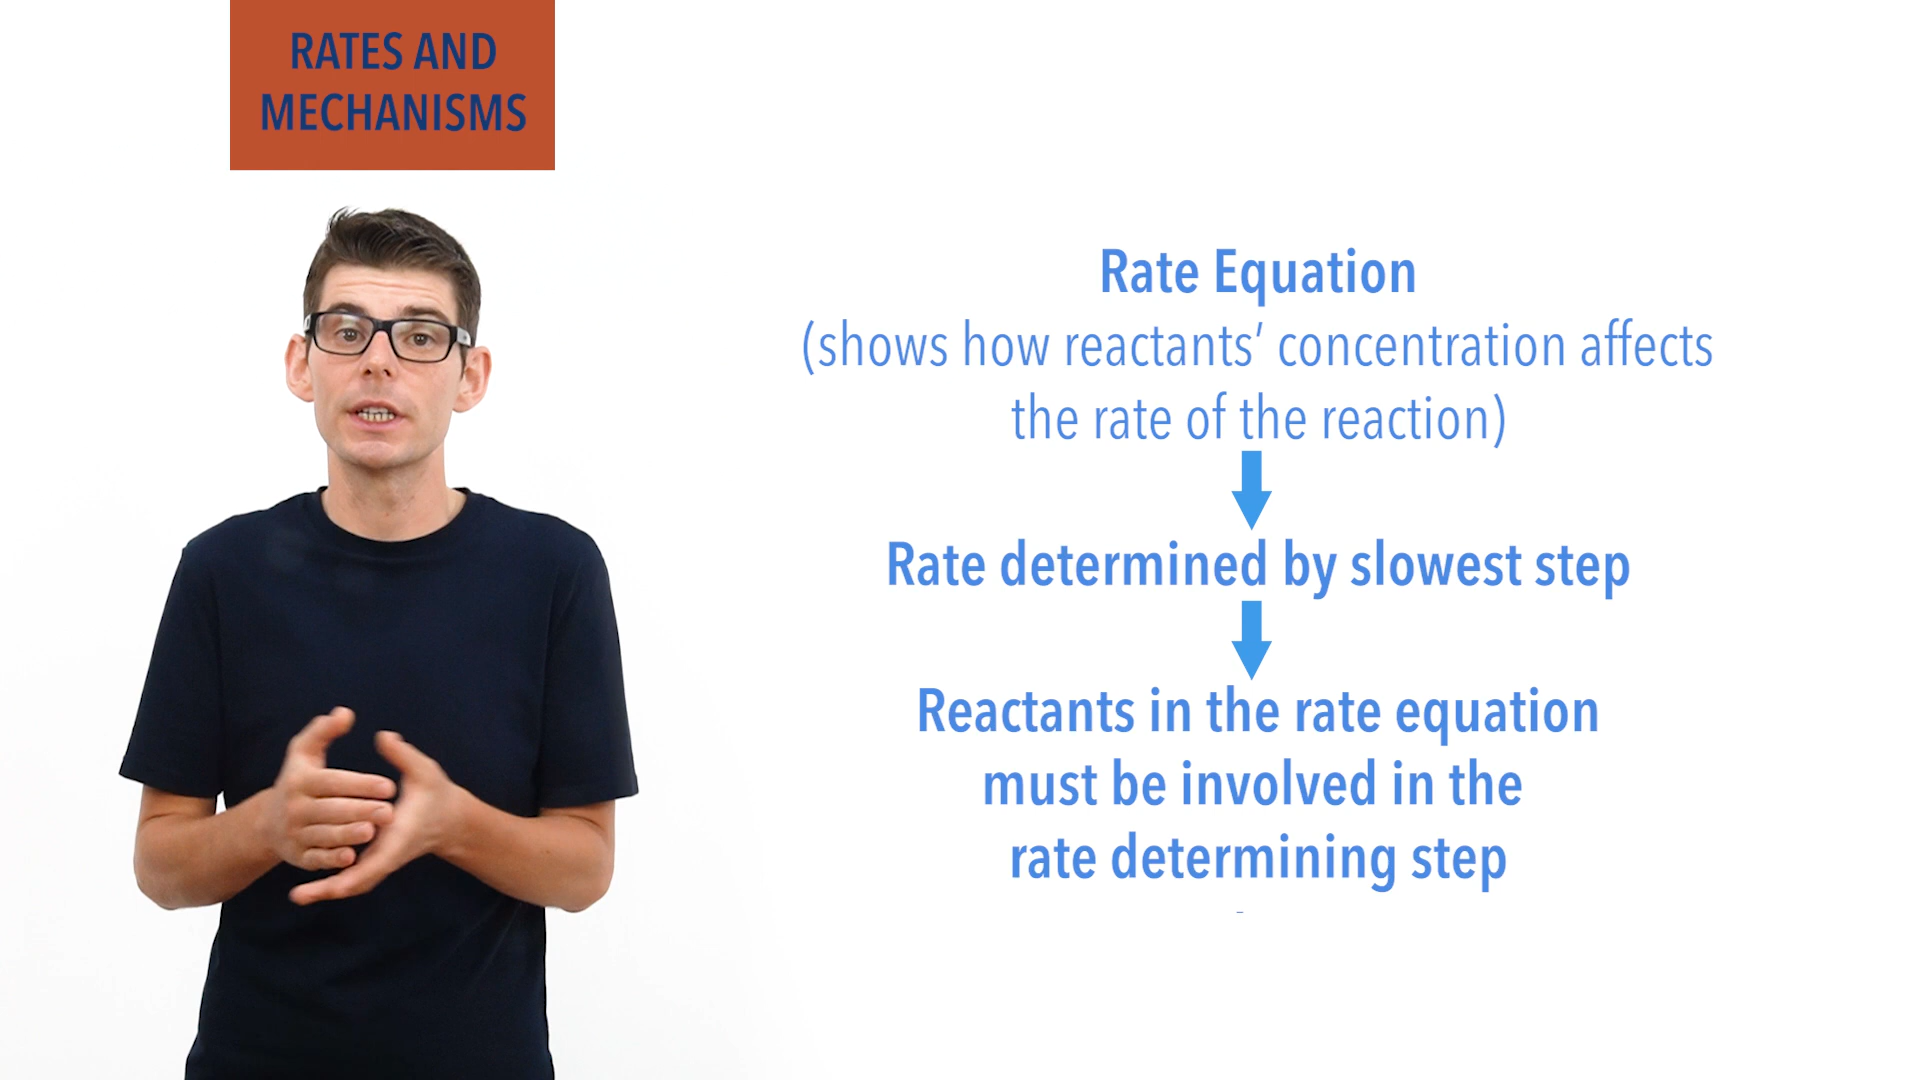 RATES AND
MECHANISMS
Rate Equation
(shows how reactants’ concentration affects
the rate of the reaction)
Rate determined by slowest step
Reactants in the rate equation
must be involved in the
rate determining step